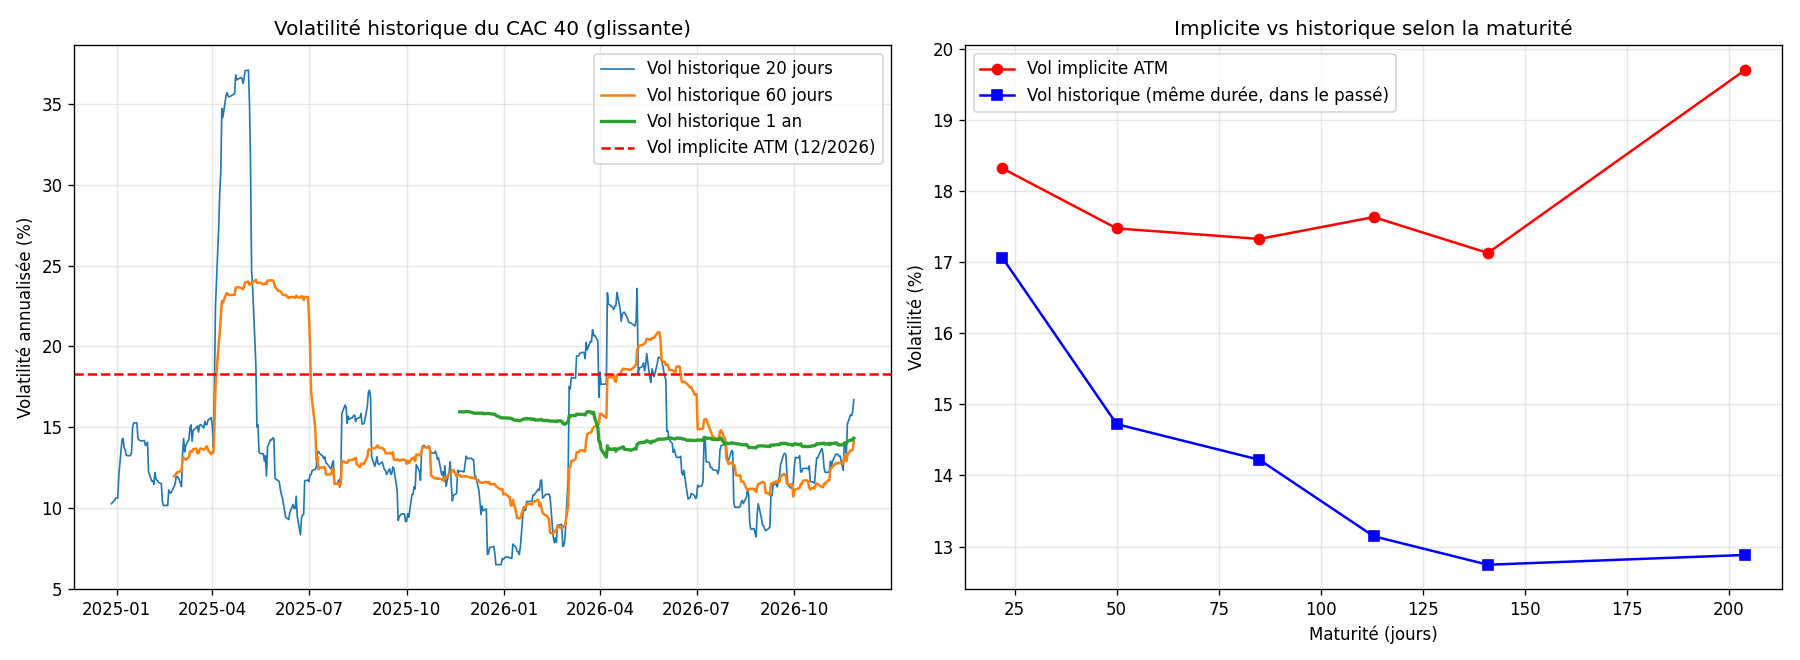 Volatilité historique du CAC 40 (glissante)
Volatilité annualisée (%)
35
30
25
20
15
10
5
2025-01
2025-04
2025-07
2025-10
2026-01
2026-04
2026-07
2026-10
Vol historique 20 jours
Vol historique 60 jours
Vol historique 1 an
Vol implicite ATM (12/2026)
Implicite vs historique selon la maturité
Volatilité (%)
20
19
18
17
16
15
14
13
25
50
75
100
125
150
175
200
Maturité (jours)
Vol implicite ATM
Vol historique (même durée, dans le passé)